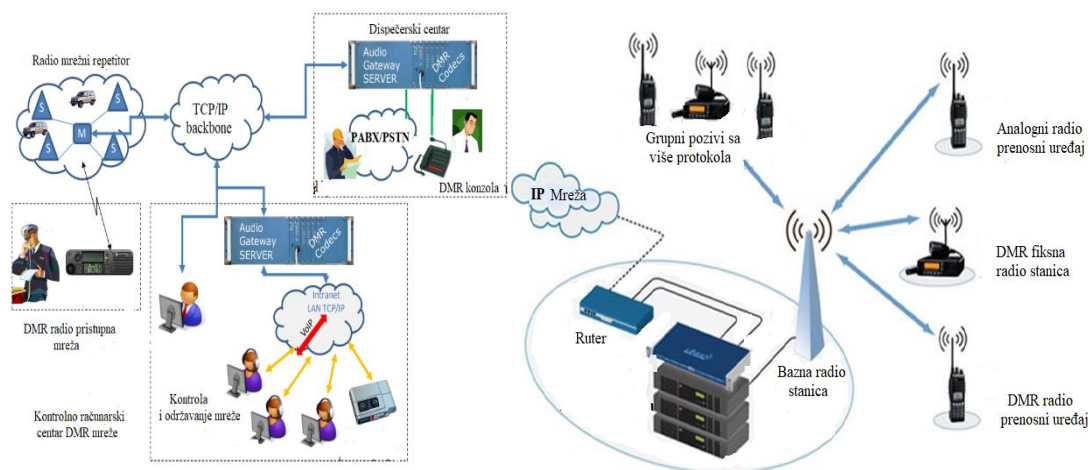 Dispečerski centar
Audio
Gateway
SERVER
DMR
Codecs
Radio mrežni repetitor
S
S
M
S
S
TCP/IP
backbone
PABX/PSTN
DMR konzola
Audio
Gateway
SERVER
DMR
Codecs
Intranet
LAN TCP/IP
VoIP
DMR radio pristupna
mreža
Kontrola
i održavanje mreže
Kontrolno računarski
centar DMR mreže
Grupni pozivi sa
više protokola
IP Mreža
Ruter
Bazna radio
stanica
Analogni radio
prenosni uređaj
DMR fiksna
radio stanica
DMR radio
prenosni uređaj